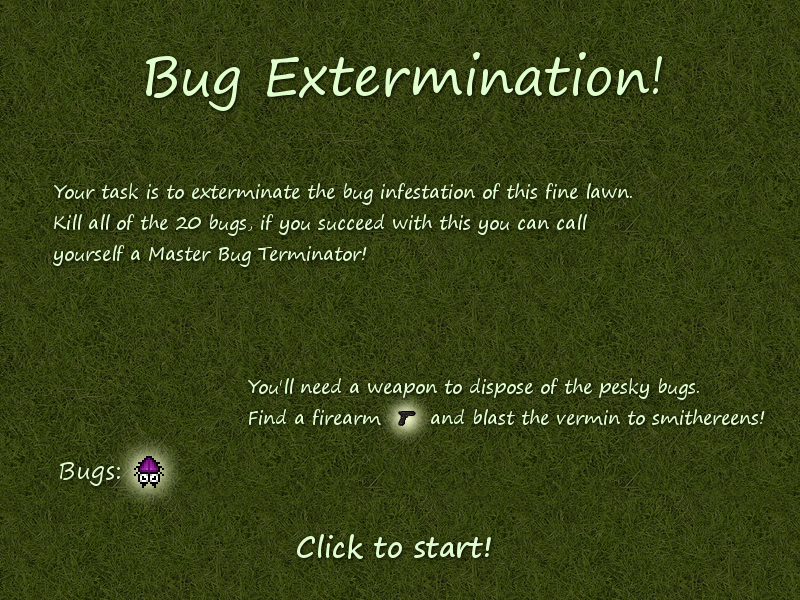 Bug Extermination!
Your task is to exterminate the bug infestation of this fine lawn.
Kill all of the 20 bugs, if you succeed with this you can call
yourself a Master Bug Terminator!
You'll need a weapon to dispose of the pesky bugs.
Find a firearm and blast the vermin to smithereens!
Bugs:
Click to start!